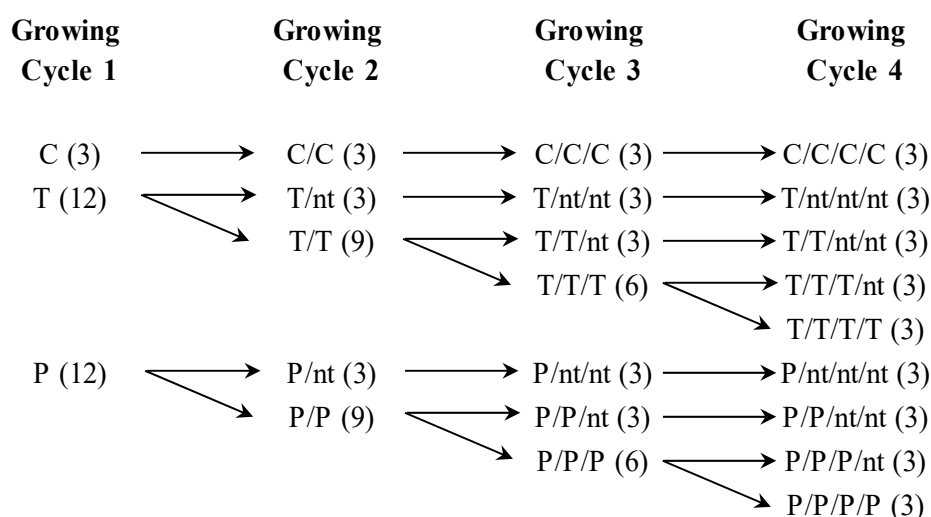 Growing Growing Growing Growing
Cycle 1 Cycle 2 Cycle 3 Cycle 4
C (3) C/C (3) C/C/C (3) C/C/C/C (3)
T (12) T/nt (3) T/nt/nt (3) T/nt/nt/nt (3)
T/T (9) T/T/nt (3) T/T/nt/nt (3)
T/T/T (6) T/T/T/nt (3)
T/T/T/T (3)
P (12) P/nt (3) P/nt/nt (3) P/nt/nt/nt (3)
P/P (9) P/P/nt (3) P/P/nt/nt (3)
P/P/P (6) P/P/P/nt (3)
P/P/P/P (3)